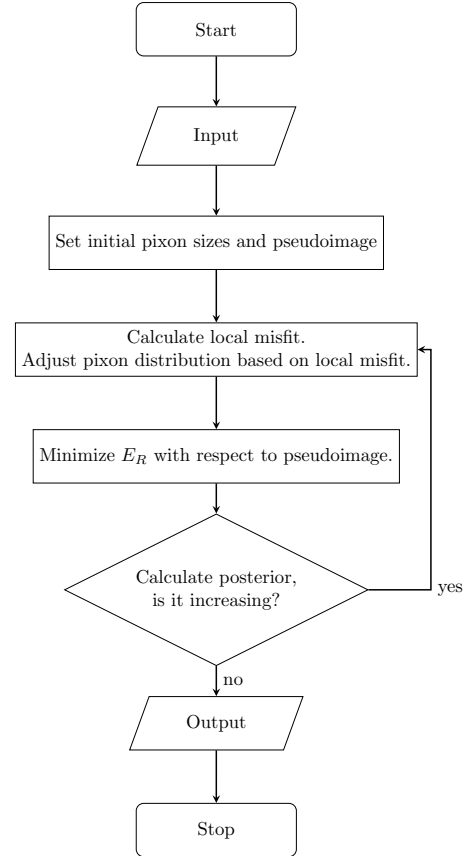 Start
Input
Set initial pixon sizes and pseudoimage
Calculate local misfit.
Adjust pixon distribution based on local misfit.
Minimize E_R with respect to pseudoimage.
Calculate posterior,
is it increasing?
yes
no
Output
Stop